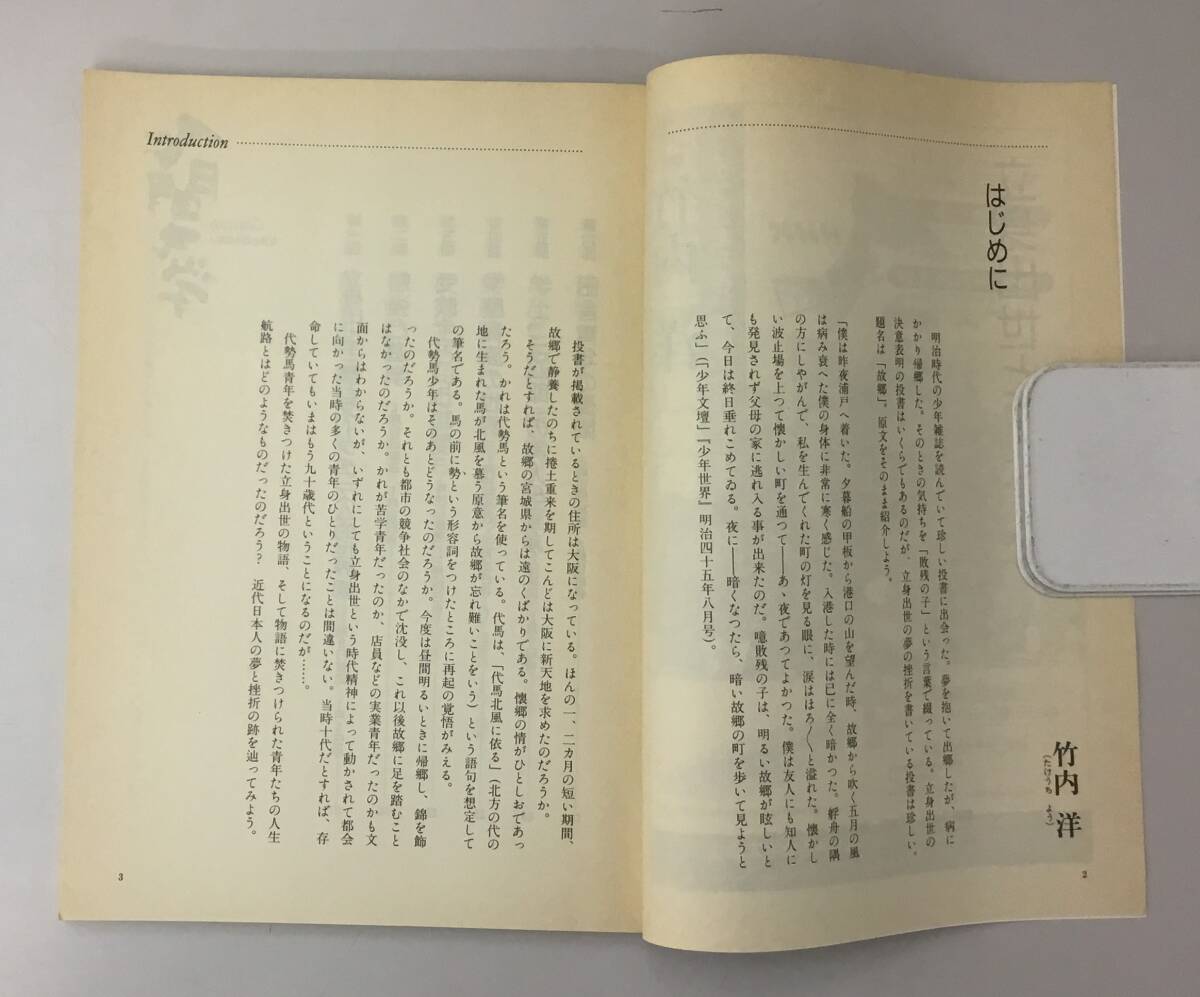 はじめに
竹内 洋
(たけうち よう)
明治時代の少年雑誌を読んでいて珍しい投書に出会った。夢を抱いて出郷したが、病に
かかり帰郷した。そのときの気持ちを「敗残の子」という言葉で綴っている。立身出世の
決意表明の投書はいくらでもあるのだが、立身出世の夢の挫折を書いている投書は珍しい。
題名は「故郷」。原文をそのまま紹介しよう。
「僕は昨夜浦戸へ着いた。夕暮船の甲板から港口の山を望んだ時、故郷から吹く五月の風
は病み衰へた僕の身体に非常に寒く感じた。入港した時には已に全く暗かつた。艀舟の隅
の方にしやがんで、私を生んでくれた町の灯を見る眼に、涙はほろ〱と溢れた。懐かし
い波止場を上つて懐かしい町を通つて――あゝ夜であつてよかつた。僕は友人にも知人に
も発見されず父母の家に逃れ入る事が出来たのだ。噫敗残の子は、明るい故郷が眩しいと
て、今日は終日垂れこめてゐる。夜に――暗くなつたら、暗い故郷の町を歩いて見ようと
思ふ」(「少年文壇」『少年世界』明治四十五年八月号)。
2
Introduction
投書が掲載されているときの住所は大阪になっている。ほんの一、二カ月の短い期間、
故郷で静養したのちに捲土重来を期してこんどは大阪に新天地を求めたのだろうか。
そうだとすれば、故郷の宮城県からは遠のくばかりである。懐郷の情がひとしおであっ
たろう。かれは代勢馬という筆名を使っている。代馬は、「代馬北風に依る」(北方の代の
地に生まれた馬が北風を慕う原意から故郷が忘れ難いことをいう)という語句を想定して
の筆名である。馬の前に勢という形容詞をつけたところに再起の覚悟がみえる。
代勢馬少年はそのあとどうなったのだろうか。今度は昼間明るいときに帰郷し、錦を飾
ったのだろうか。それとも都市の競争社会のなかで沈没し、これ以後故郷に足を踏むこと
はなかったのだろうか。かれが苦学青年だったのか、店員などの実業青年だったのかも文
面からはわからないが、いずれにしても立身出世という時代精神によって動かされて都会
に向かった当時の多くの青年のひとりだったことは間違いない。当時十代だとすれば、存
命していてもいまはもう九十歳代ということになるのだが……。
代勢馬青年を焚きつけた立身出世の物語、そして物語に焚きつけられた青年たちの人生
航路とはどのようなものだったのだろう? 近代日本人の夢と挫折の跡を辿ってみよう。
3